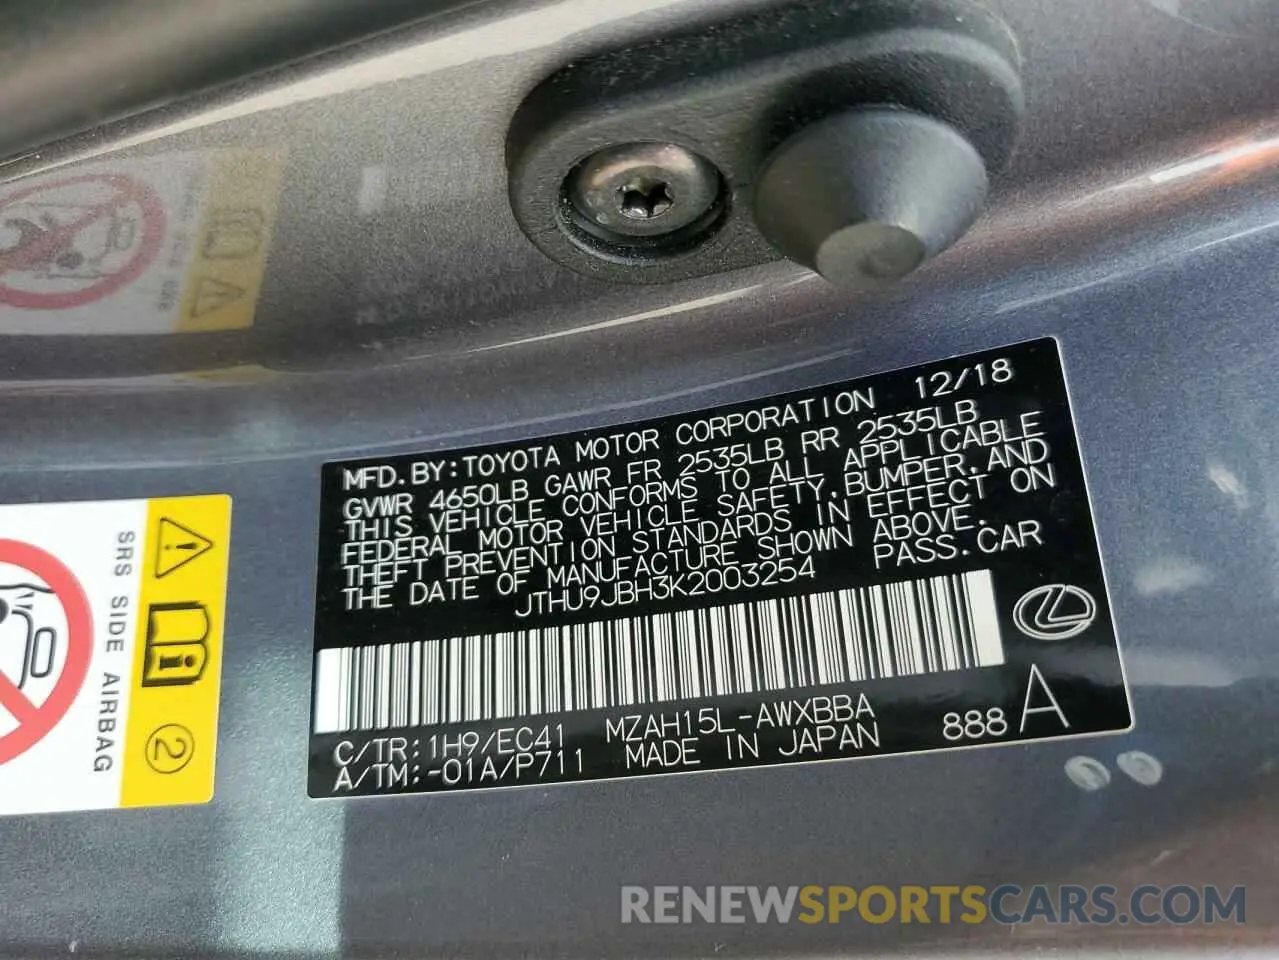 MFD.BY:TOYOTA MOTOR CORPORATION 12/18
GVWR 4650LB GAWR FR 2535LB RR 2535LB
THIS VEHICLE CONFORMS TO ALL APPLICABLE
FEDERAL MOTOR VEHICLE SAFETY,BUMPER,AND
THEFT PREVENTION STANDARDS IN EFFECT ON
THE DATE OF MANUFACTURE SHOWN ABOVE.
JTHU9JBH3K2003254 PASS.CAR
C/TR:1H9/EC41 MZAH15L-AWXBBA
A/TM:-01A/P711 MADE IN JAPAN 888 A
SRS SIDE AIRBAG
2
RENEWSPORTSCARS.COM